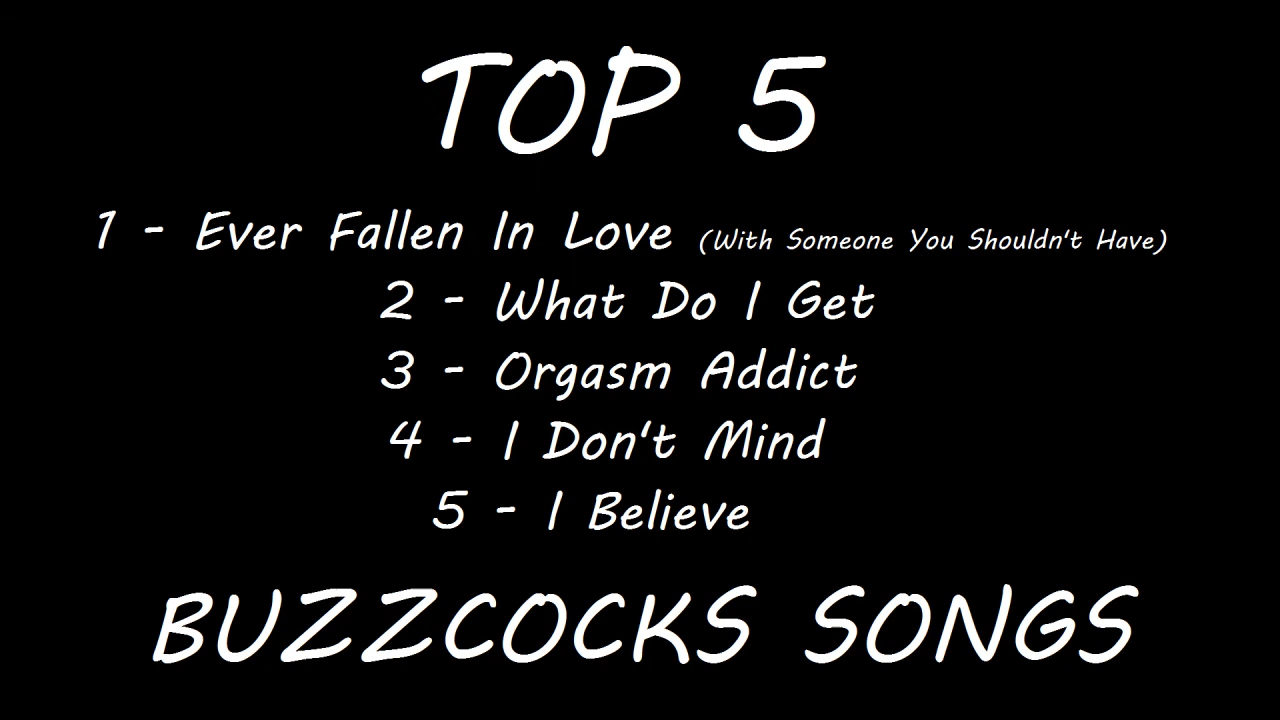 TOP 5
1 - Ever Fallen In Love (With Someone You Shouldn't Have)
2 - What Do I Get
3 - Orgasm Addict
4 - I Don't Mind
5 - I Believe
BUZZCOCKS SONGS